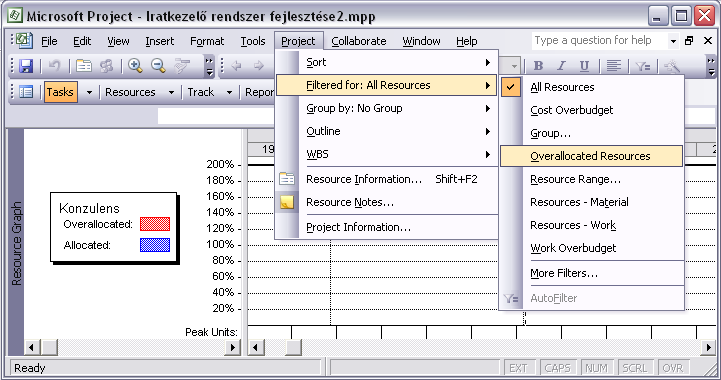 Microsoft Project - Iratkezelő rendszer fejlesztése2.mpp
File Edit View Insert Format Tools Project Collaborate Window Help Type a question for help
Tasks Resources Track Repor
Sort
Filtered for: All Resources
Group by: No Group
Outline
WBS
Resource Information... Shift+F2
Resource Notes...
Project Information...
All Resources
Cost Overbudget
Group...
Overallocated Resources
Resource Range...
Resources - Material
Resources - Work
Work Overbudget
More Filters...
AutoFilter
Resource Graph
Konzulens
Overallocated:
Allocated:
19
2
200%
180%
160%
140%
120%
100%
80%
60%
40%
20%
Peak Units:
Ready EXT CAPS NUM SCRL OVR